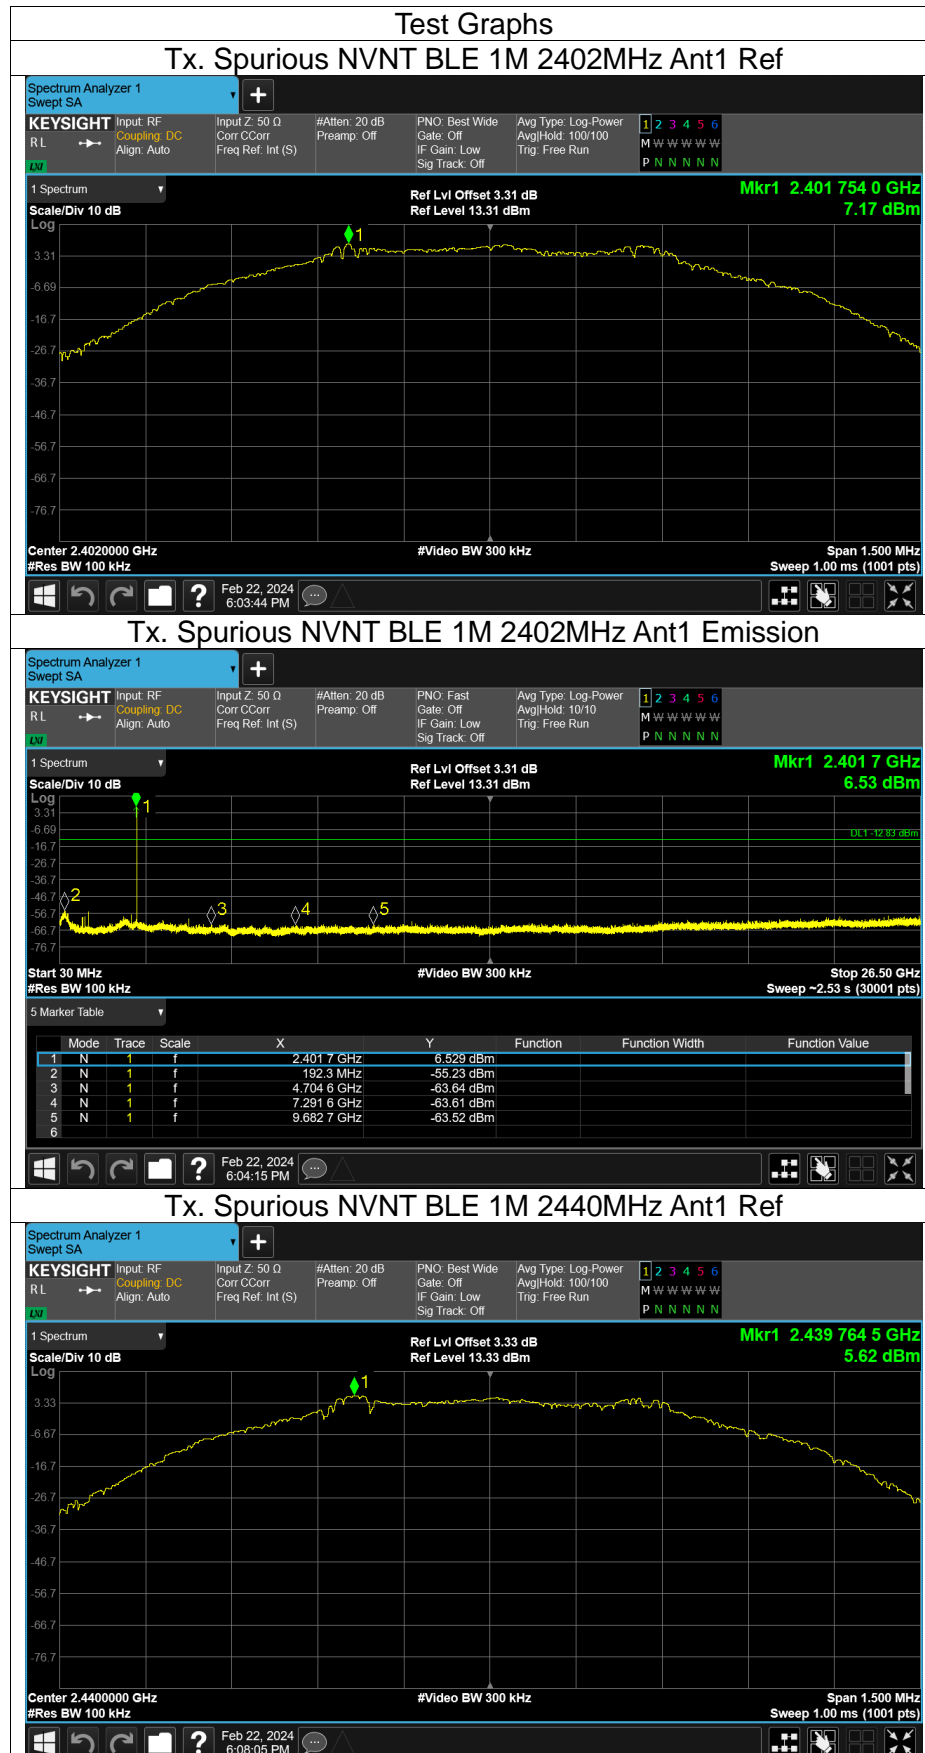 Test Graphs
Tx. Spurious NVNT BLE 1M 2402MHz Ant1 Ref
Spectrum Analyzer 1
Swept SA
KEYSIGHT Input: RF Input Z: 50 Ω #Atten: 20 dB PNO: Best Wide Avg Type: Log-Power 1 2 3 4 5 6
RL Coupling: DC Corr CCorr Preamp: Off Gate: Off Avg|Hold: 100/100 M W W W W W
Align: Auto Freq Ref: Int (S) IF Gain: Low Trig: Free Run
LXI Sig Track: Off P N N N N N
1 Spectrum Ref Lvl Offset 3.31 dB Mkr1 2.401 754 0 GHz
Scale/Div 10 dB Ref Level 13.31 dBm 7.17 dBm
Log
1
3.31
-6.69
-16.7
-26.7
-36.7
-46.7
-56.7
-66.7
-76.7
Center 2.4020000 GHz #Video BW 300 kHz Span 1.500 MHz
#Res BW 100 kHz Sweep 1.00 ms (1001 pts)
Feb 22, 2024
6:03:44 PM
Tx. Spurious NVNT BLE 1M 2402MHz Ant1 Emission
Spectrum Analyzer 1
Swept SA
KEYSIGHT Input: RF Input Z: 50 Ω #Atten: 20 dB PNO: Fast Avg Type: Log-Power 1 2 3 4 5 6
RL Coupling: DC Corr CCorr Preamp: Off Gate: Off Avg|Hold: 10/10 M W W W W W
Align: Auto Freq Ref: Int (S) IF Gain: Low Trig: Free Run
LXI Sig Track: Off P N N N N N
1 Spectrum Ref Lvl Offset 3.31 dB Mkr1 2.401 7 GHz
Scale/Div 10 dB Ref Level 13.31 dBm 6.53 dBm
Log
1
3.31
-6.69 DL1 -12.83 dBm
-16.7
-26.7
-36.7
-46.7 2
-56.7 3 4 5
-66.7
-76.7
Start 30 MHz #Video BW 300 kHz Stop 26.50 GHz
#Res BW 100 kHz Sweep ~2.53 s (30001 pts)
5 Marker Table
Mode Trace Scale X Y Function Function Width Function Value
1 N 1 f 2.401 7 GHz 6.529 dBm
2 N 1 f 192.3 MHz -55.23 dBm
3 N 1 f 4.704 6 GHz -63.64 dBm
4 N 1 f 7.291 6 GHz -63.61 dBm
5 N 1 f 9.682 7 GHz -63.52 dBm
6
Feb 22, 2024
6:04:15 PM
Tx. Spurious NVNT BLE 1M 2440MHz Ant1 Ref
Spectrum Analyzer 1
Swept SA
KEYSIGHT Input: RF Input Z: 50 Ω #Atten: 20 dB PNO: Best Wide Avg Type: Log-Power 1 2 3 4 5 6
RL Coupling: DC Corr CCorr Preamp: Off Gate: Off Avg|Hold: 100/100 M W W W W W
Align: Auto Freq Ref: Int (S) IF Gain: Low Trig: Free Run
LXI Sig Track: Off P N N N N N
1 Spectrum Ref Lvl Offset 3.33 dB Mkr1 2.439 764 5 GHz
Scale/Div 10 dB Ref Level 13.33 dBm 5.62 dBm
Log
1
3.33
-6.67
-16.7
-26.7
-36.7
-46.7
-56.7
-66.7
-76.7
Center 2.4400000 GHz #Video BW 300 kHz Span 1.500 MHz
#Res BW 100 kHz Sweep 1.00 ms (1001 pts)
Feb 22, 2024
6:08:05 PM